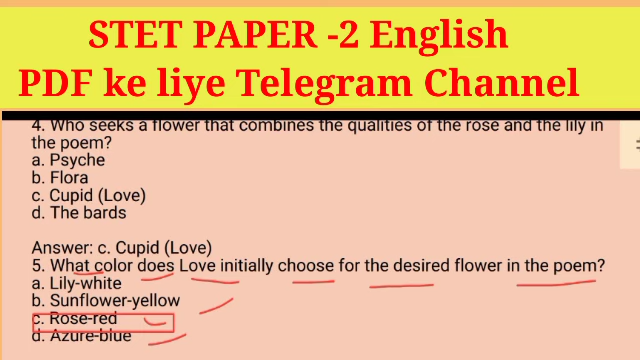 STET PAPER -2 English
PDF ke liye Telegram Channel
4. Who seeks a flower that combines the qualities of the rose and the lily in
the poem?
a. Psyche
b. Flora
c. Cupid (Love)
d. The bards
Answer: c. Cupid (Love)
5. What color does Love initially choose for the desired flower in the poem?
a. Lily-white
b. Sunflower-yellow
c. Rose-red
d. Azure-blue